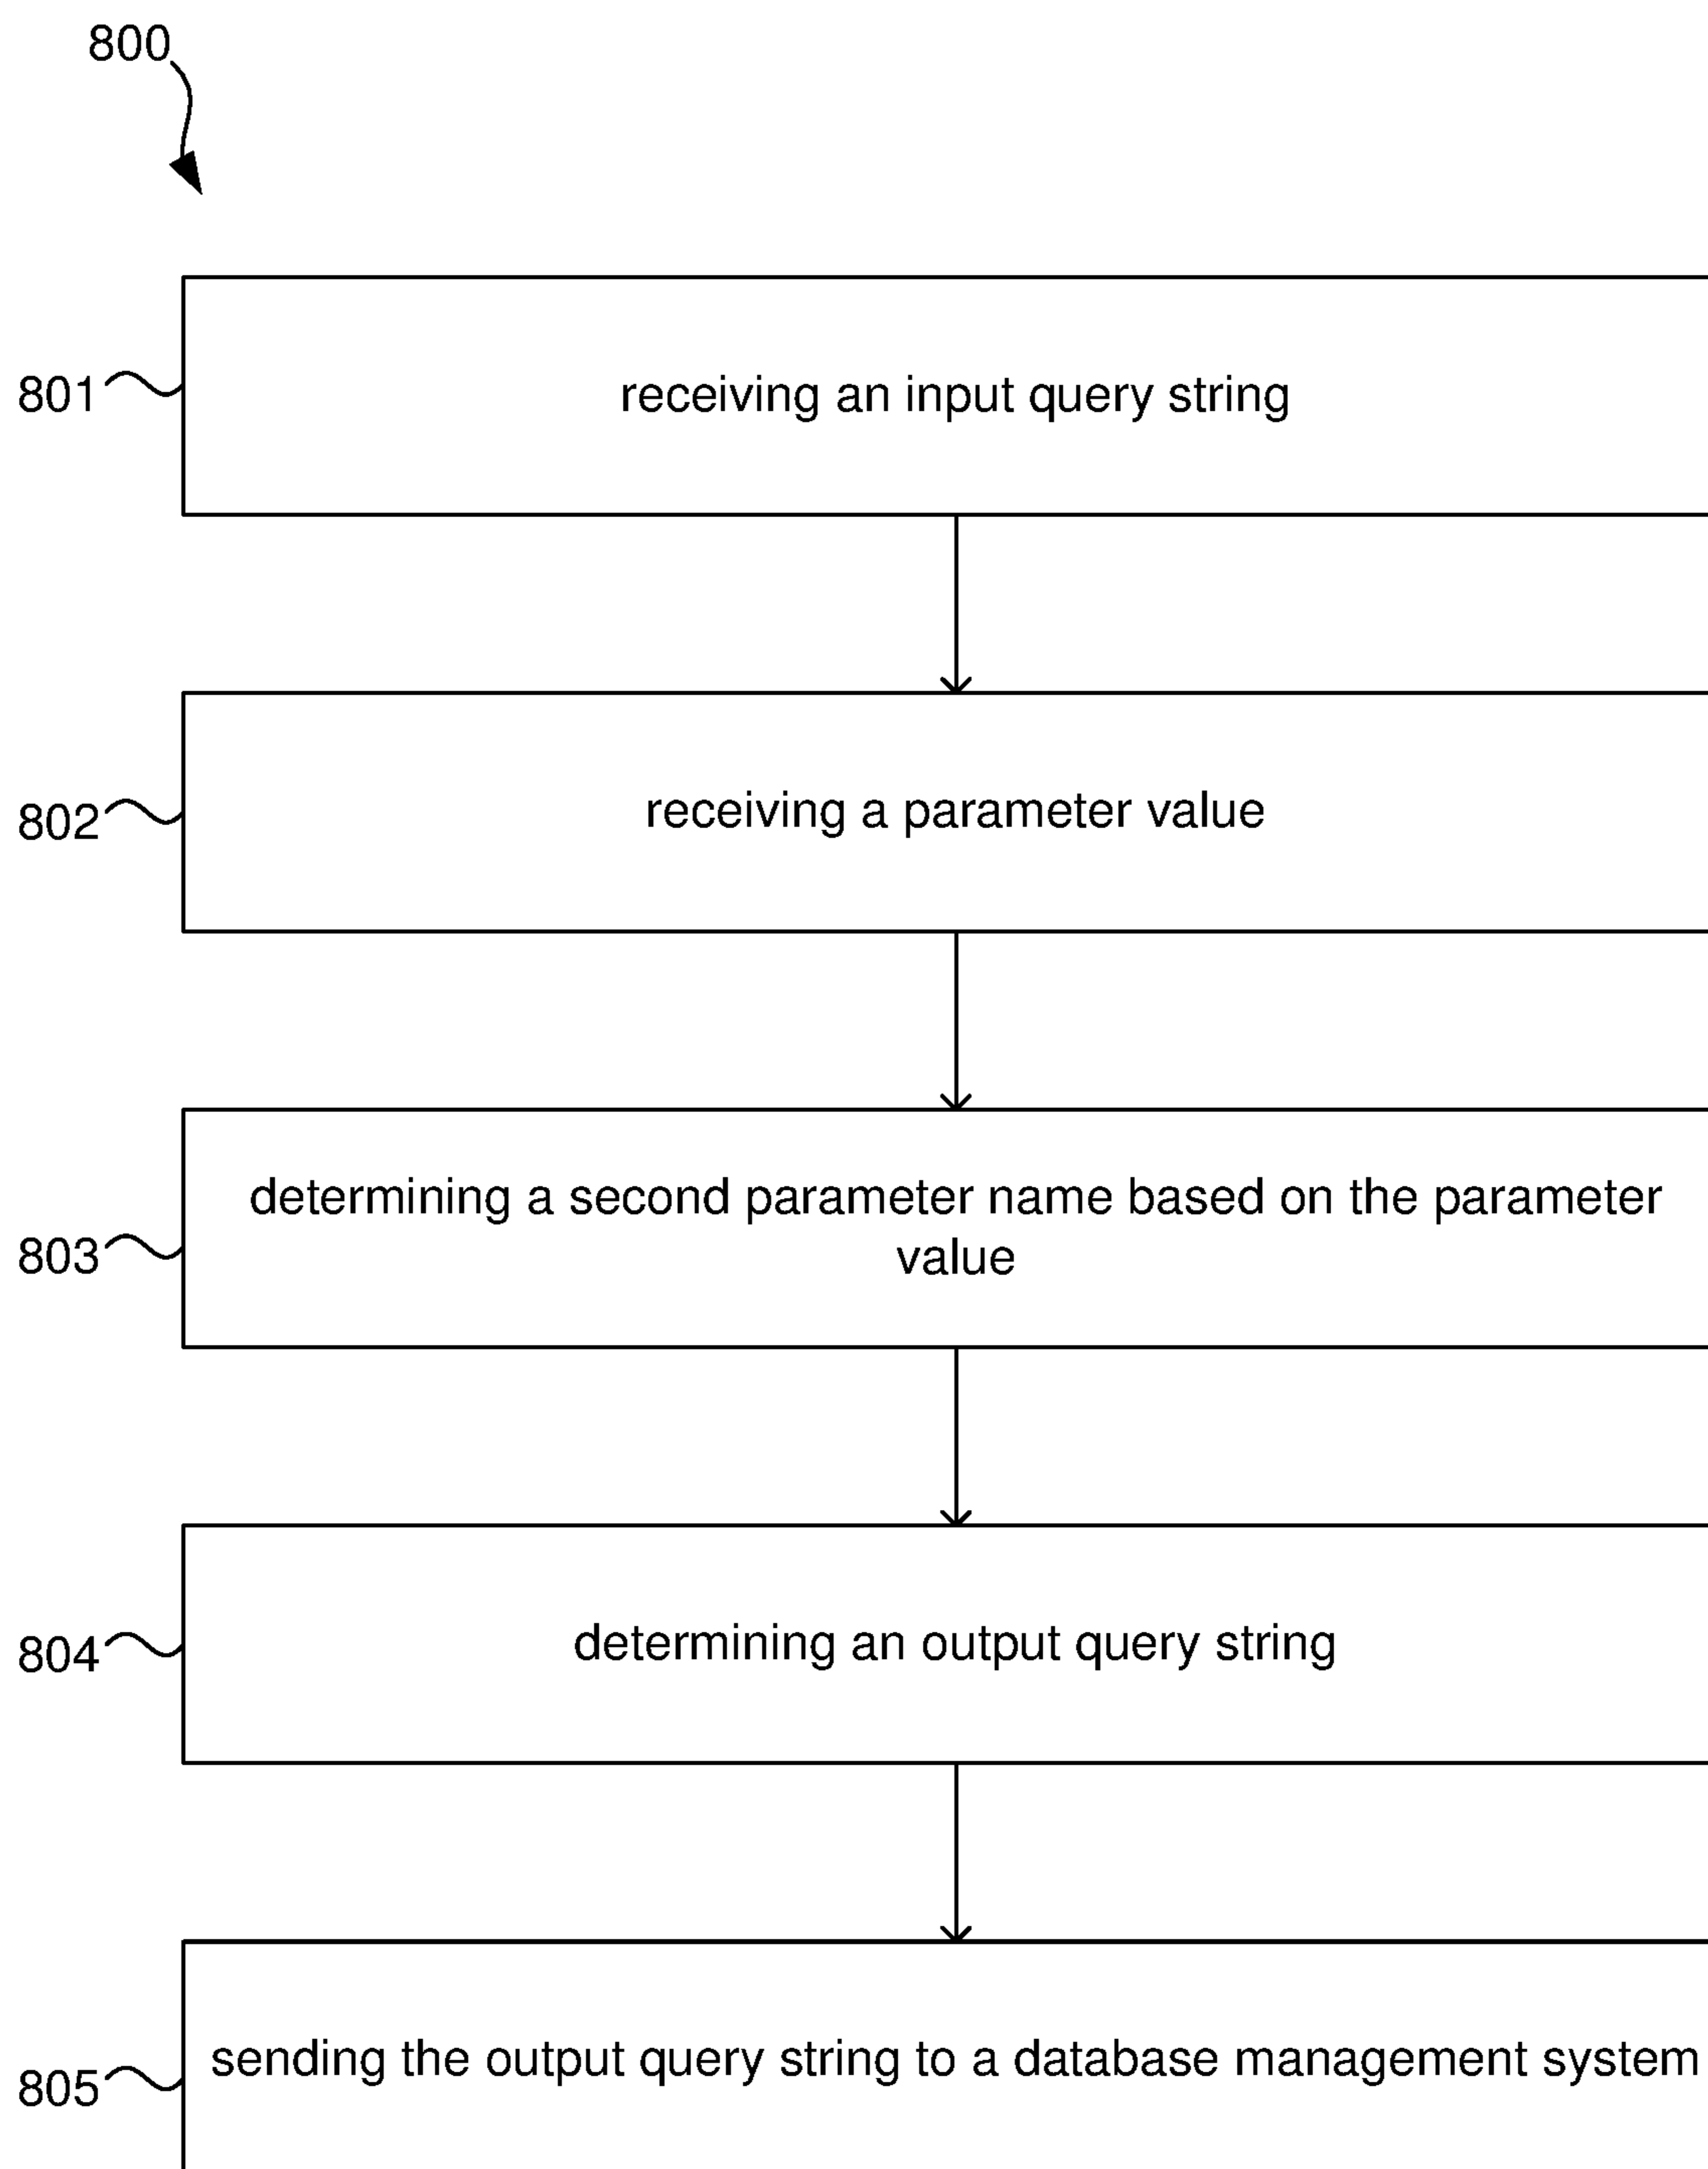 800
801
receiving an input query string
802
receiving a parameter value
803
determining a second parameter name based on the parameter
value
804
determining an output query string
805
sending the output query string to a database management system